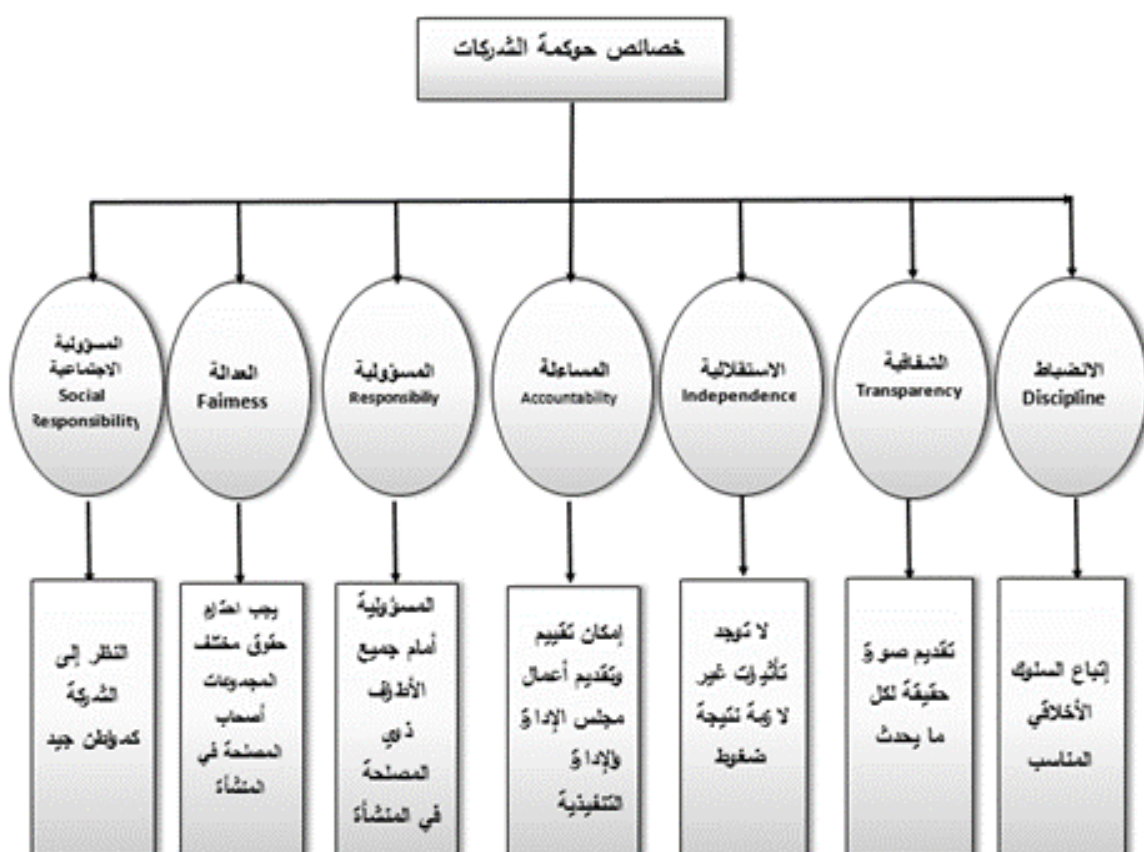 خصائص حوكمة الشركات
الانضباط
Discipline
الشفافية
Transparency
الاستقلالية
Independence
المساءلة
Accountability
المسؤولية
Responsibiliy
العدالة
Faimess
المسؤولية
الاجتماعية
Social
Responsibility
إتباع السلوك
الأخلاقي
المناسب
تقديم صورة
حقيقة لكل
ما يحدث
لا توجد
تأثيرات غير
لازمة نتيجة
ضغوط
إمكان تقييم
وتقديم أعمال
مجلس الإدارة
والإدارة
التنفيذية
المسؤولية
أمام جميع
الأطراف
ذوي
المصلحة
في المنشأة
يجب احترام
حقوق مختلف
المجموعات
أصحاب
المصلحة في
المنشأة
النظر إلى
الشركة
كمواطن جيد